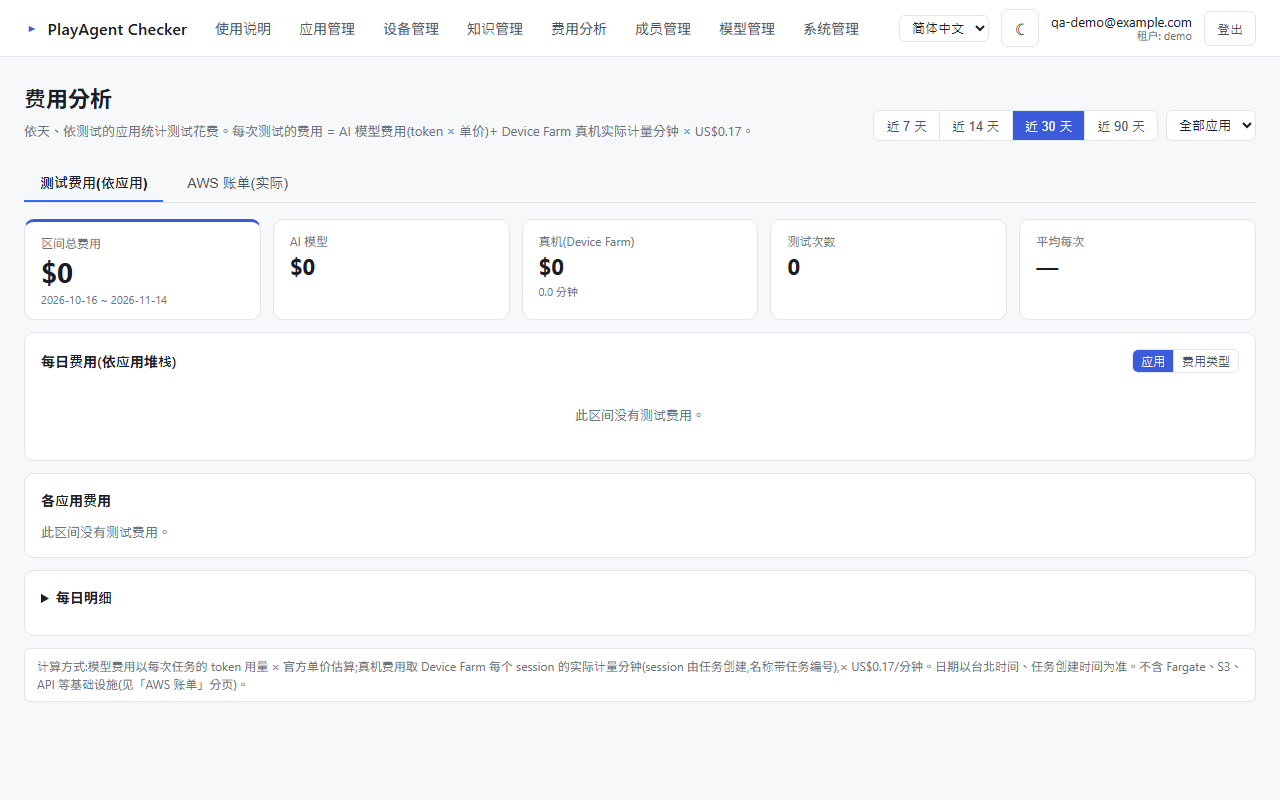 PlayAgent Checker
使用说明
应用管理
设备管理
知识管理
费用分析
成员管理
模型管理
系统管理
简体中文
qa-demo@example.com
租户: demo
登出
费用分析
依天、依测试的应用统计测试花费。每次测试的费用 = AI 模型费用(token × 单价)+ Device Farm 真机实际计量分钟 × US$0.17。
近 7 天
近 14 天
近 30 天
近 90 天
全部应用
测试费用(依应用)
AWS 账单(实际)
区间总费用
$0
2026-10-16 ~ 2026-11-14
AI 模型
$0
真机(Device Farm)
$0
0.0 分钟
测试次数
0
平均每次
—
每日费用(依应用堆栈)
应用
费用类型
此区间没有测试费用。
各应用费用
此区间没有测试费用。
每日明细
计算方式:模型费用以每次任务的 token 用量 × 官方单价估算;真机费用取 Device Farm 每个 session 的实际计量分钟(session 由任务创建,名称带任务编号),× US$0.17/分钟。日期以台北时间、任务创建时间为准。不含 Fargate、S3、
API 等基础设施(见「AWS 账单」分页)。